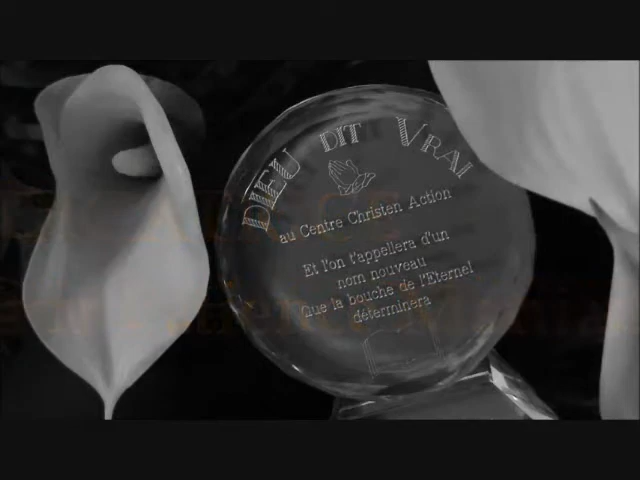 DIEU DIT VRAI
au Centre Christen Action
Et l'on t'appellera d'un
nom nouveau
Que la bouche de l'Eternel
déterminera